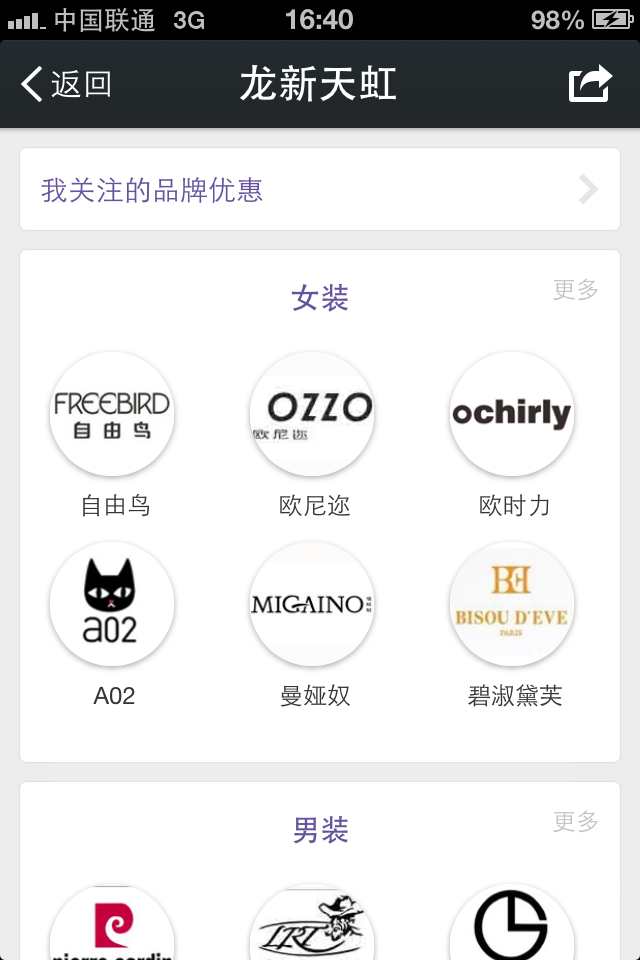 中国联通 3G 16:40 98%
返回 龙新天虹
我关注的品牌优惠
女装 更多
FREEBIRD
自由鸟
OZZO
欧尼迩
ochirly
自由鸟 欧尼迩 欧时力
a02
MIGAINO
BISOU D'EVE
PARIS
A02 曼娅奴 碧淑黛芙
男装 更多
pierre cardin